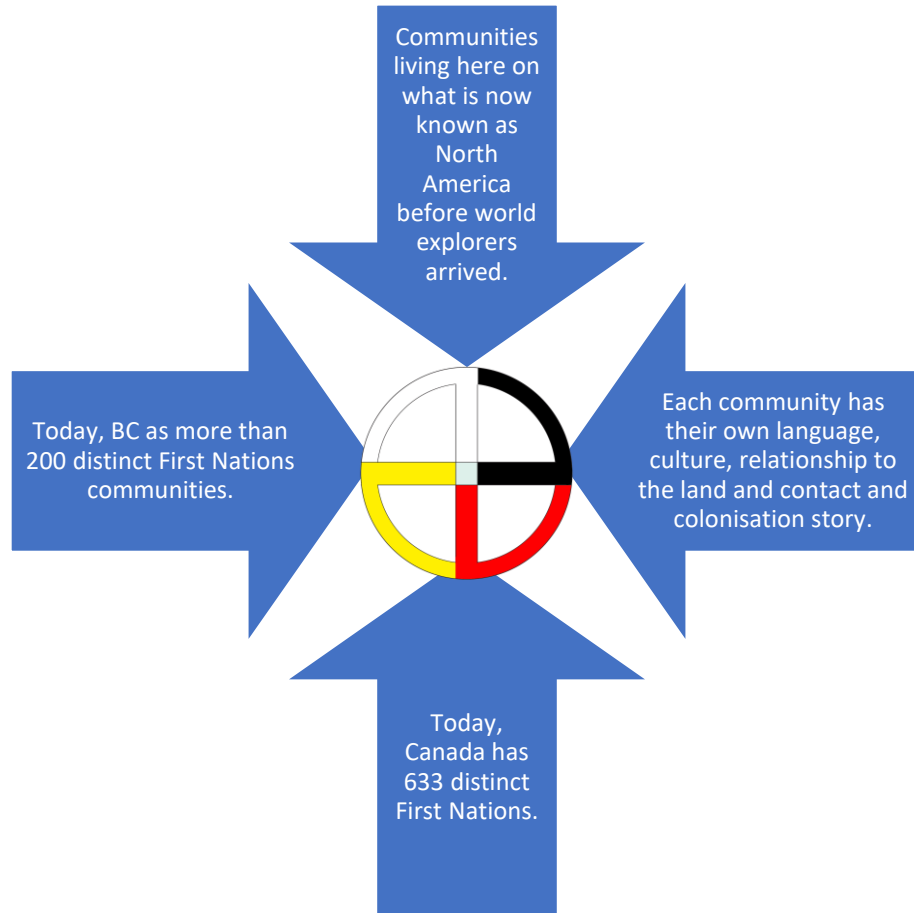 Communities
living here on
what is now
known as
North
America
before world
explorers
arrived.
Today, BC as more than
200 distinct First Nations
communities.
Each community has
their own language,
culture, relationship to
the land and contact and
colonisation story.
Today,
Canada has
633 distinct
First Nations.